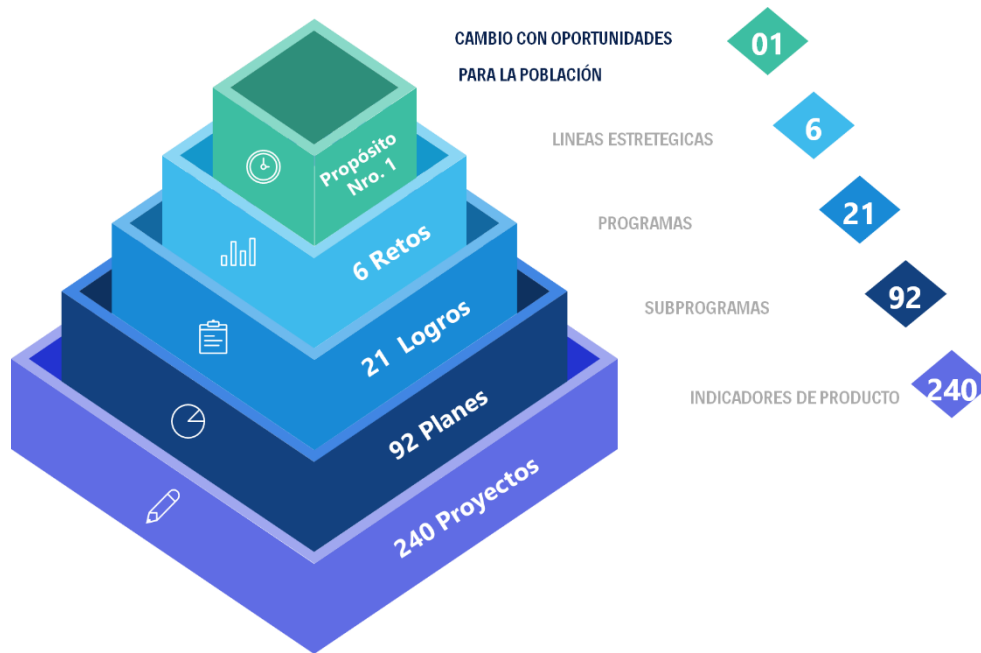 CAMBIO CON OPORTUNIDADES
PARA LA POBLACIÓN
01
Propósito
Nro. 1
LINEAS ESTRETEGICAS
6
6 Retos
PROGRAMAS
21
21 Logros
SUBPROGRAMAS
92
92 Planes
INDICADORES DE PRODUCTO
240
240 Proyectos